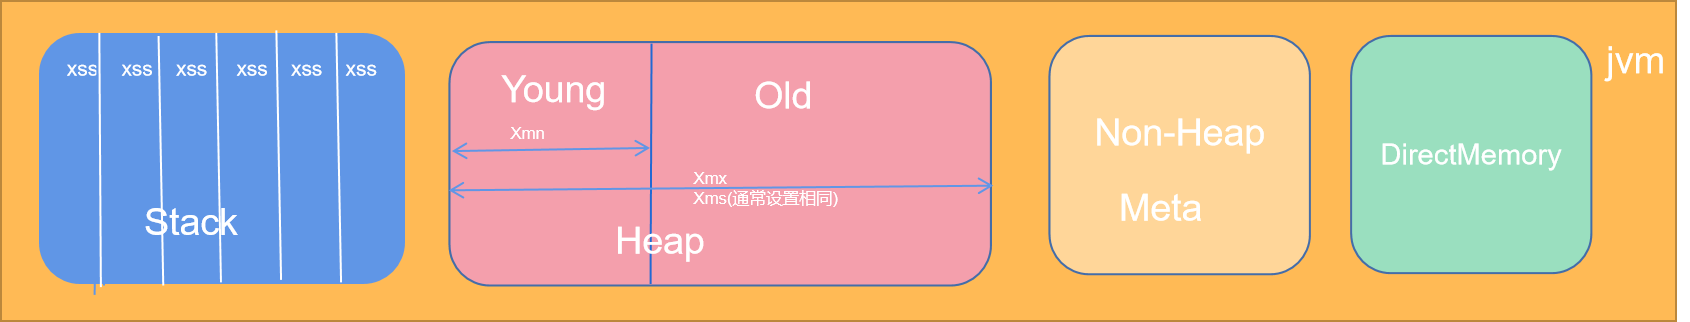 xss xss xss xss xss xss
Stack
Young
Old
Xmn
Xmx
Xms(通常设置相同)
Heap
Non-Heap
Meta
DirectMemory
jvm